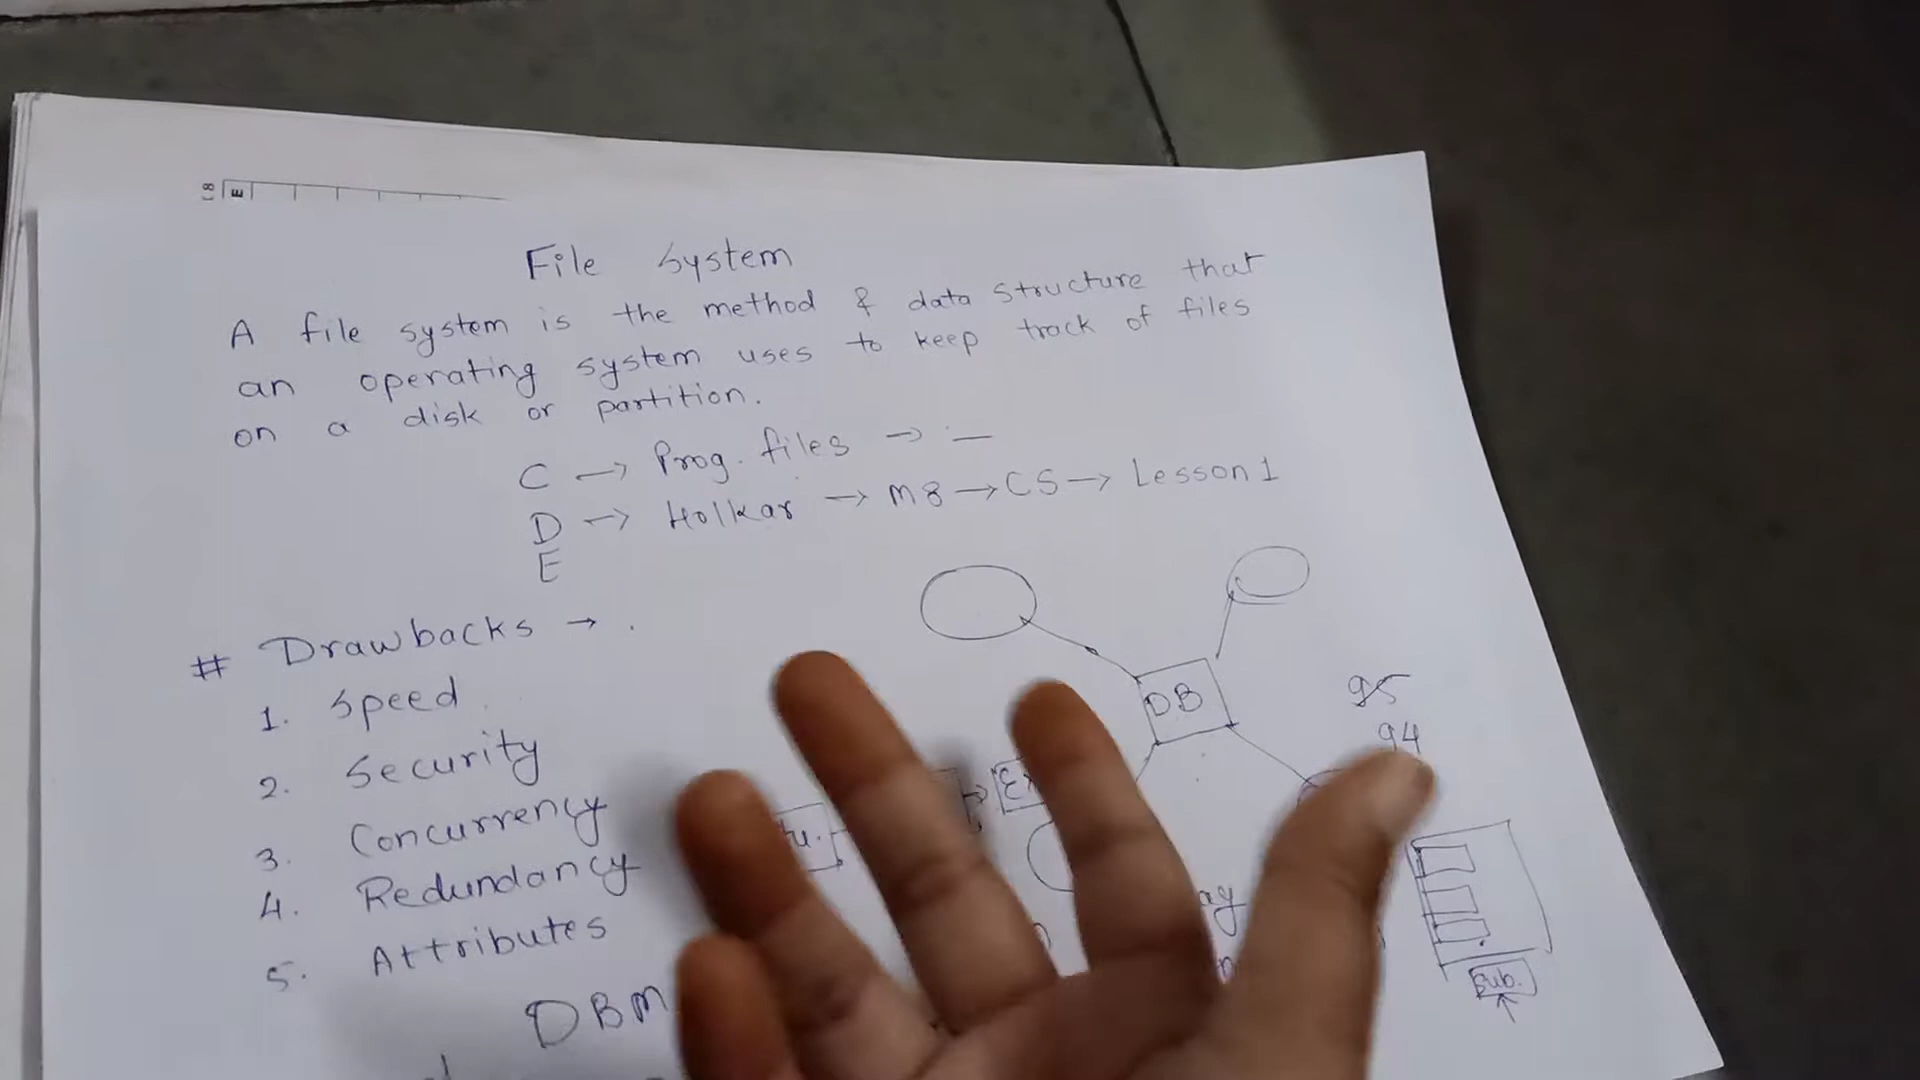 File System
A file system is the method & data structure that
an operating system uses to keep track of files
on a disk or partition.
C → Prog. files → —
D → Holkar → M8 → CS → Lesson 1
E
# Drawbacks → .
1. Speed
2. Security
3. Concurrency
4. Redundancy
5. Attributes
DB
95
94
Sub.
DBM